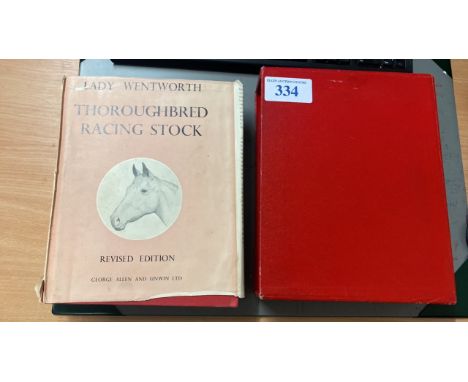 LADY WENTWORTH
THOROUGHBRED
RACING STOCK
REVISED EDITION
GEORGE ALLEN AND UNWIN LTD
334